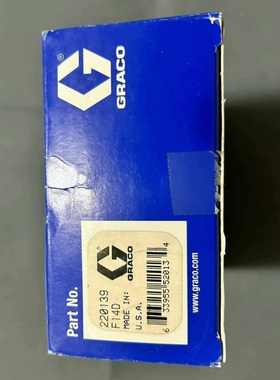 GRACO
Part No.
220139
F14D
MADE IN:
U.S.A.
GRACO
6 33955 52013 4
www.graco.com